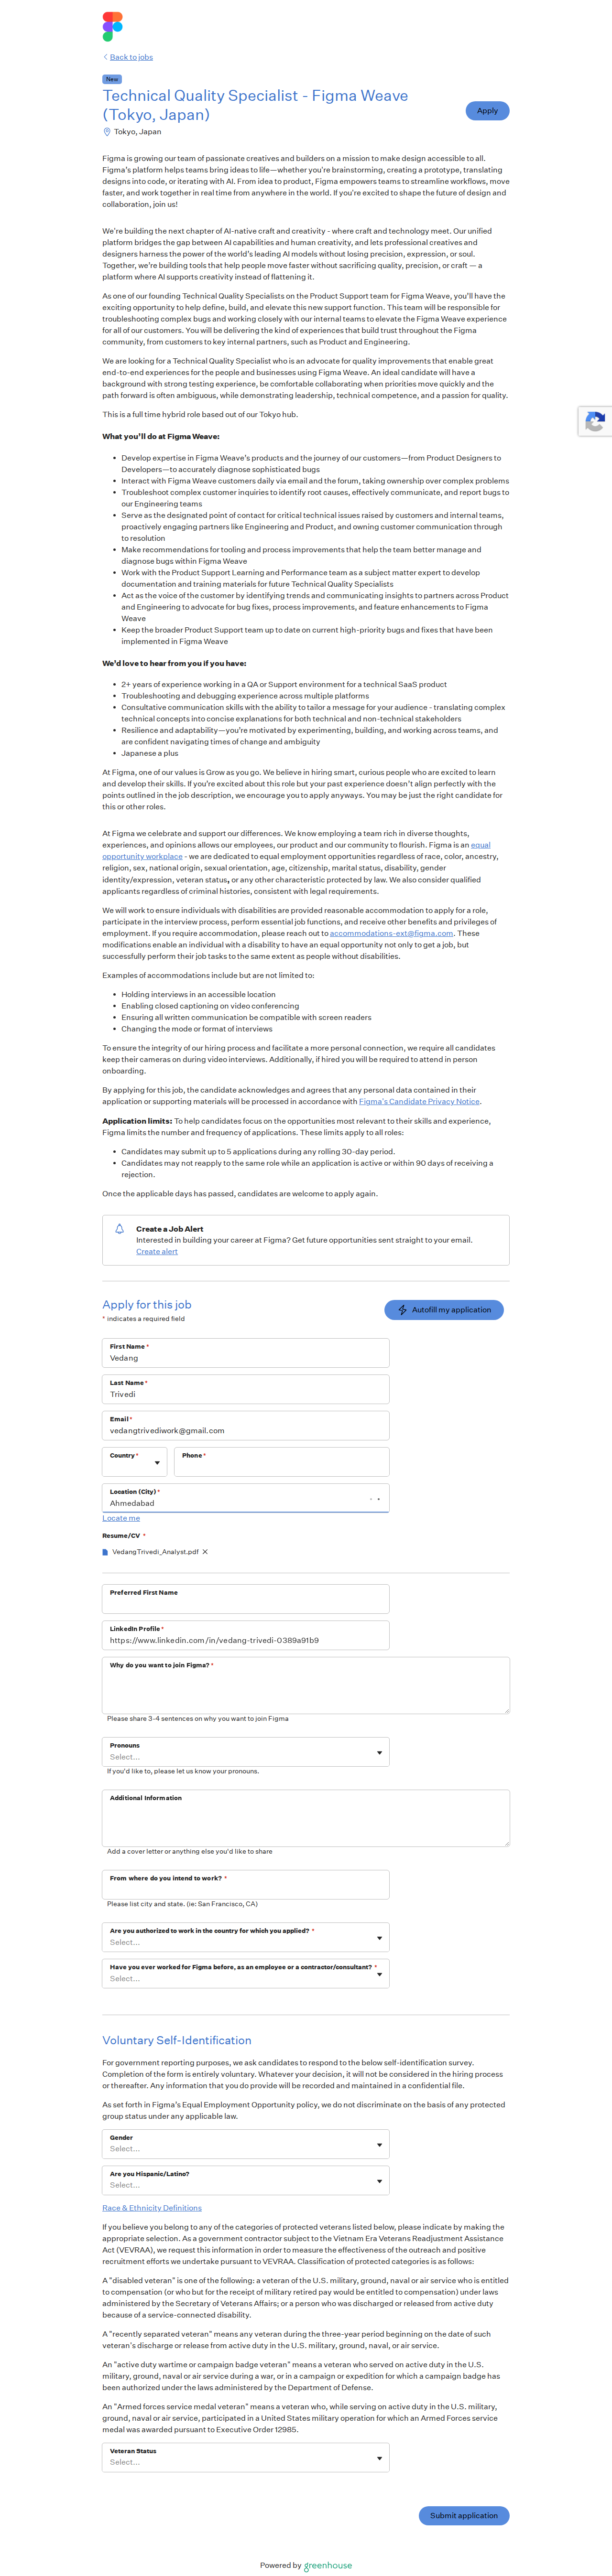 Back to jobs
New
Technical Quality Specialist - Figma Weave
(Tokyo, Japan)
Apply
Tokyo, Japan
Figma is growing our team of passionate creatives and builders on a mission to make design accessible to all.
Figma's platform helps teams bring ideas to life—whether you're brainstorming, creating a prototype, translating
designs into code, or iterating with AI. From idea to product, Figma empowers teams to streamline workflows, move
faster, and work together in real time from anywhere in the world. If you're excited to shape the future of design and
collaboration, join us!
We're building the next chapter of AI-native craft and creativity - where craft and technology meet. Our unified
platform bridges the gap between AI capabilities and human creativity, and lets professional creatives and
designers harness the power of the world's leading AI models without losing precision, expression, or soul.
Together, we're building tools that help people move faster without sacrificing quality, precision, or craft — a
platform where AI supports creativity instead of flattening it.
As one of our founding Technical Quality Specialists on the Product Support team for Figma Weave, you'll have the
exciting opportunity to help define, build, and elevate this new support function. This team will be responsible for
troubleshooting complex bugs and working closely with our internal teams to elevate the Figma Weave experience
for all of our customers. You will be delivering the kind of experiences that build trust throughout the Figma
community, from customers to key internal partners, such as Product and Engineering.
We are looking for a Technical Quality Specialist who is an advocate for quality improvements that enable great
end-to-end experiences for the people and businesses using Figma Weave. An ideal candidate will have a
background with strong testing experience, be comfortable collaborating when priorities move quickly and the
path forward is often ambiguous, while demonstrating leadership, technical competence, and a passion for quality.
This is a full time hybrid role based out of our Tokyo hub.
What you'll do at Figma Weave:
• Develop expertise in Figma Weave's products and the journey of our customers—from Product Designers to
Developers—to accurately diagnose sophisticated bugs
• Interact with Figma Weave customers daily via email and the forum, taking ownership over complex problems
• Troubleshoot complex customer inquiries to identify root causes, effectively communicate, and report bugs to
our Engineering teams
• Serve as the designated point of contact for critical technical issues raised by customers and internal teams,
proactively engaging partners like Engineering and Product, and owning customer communication through
to resolution
• Make recommendations for tooling and process improvements that help the team better manage and
diagnose bugs within Figma Weave
• Work with the Product Support Learning and Performance team as a subject matter expert to develop
documentation and training materials for future Technical Quality Specialists
• Act as the voice of the customer by identifying trends and communicating insights to partners across Product
and Engineering to advocate for bug fixes, process improvements, and feature enhancements to Figma
Weave
• Keep the broader Product Support team up to date on current high-priority bugs and fixes that have been
implemented in Figma Weave
We'd love to hear from you if you have:
• 2+ years of experience working in a QA or Support environment for a technical SaaS product
• Troubleshooting and debugging experience across multiple platforms
• Consultative communication skills with the ability to tailor a message for your audience - translating complex
technical concepts into concise explanations for both technical and non-technical stakeholders
• Resilience and adaptability—you're motivated by experimenting, building, and working across teams, and
are confident navigating times of change and ambiguity
• Japanese a plus
At Figma, one of our values is Grow as you go. We believe in hiring smart, curious people who are excited to learn
and develop their skills. If you're excited about this role but your past experience doesn't align perfectly with the
points outlined in the job description, we encourage you to apply anyways. You may be just the right candidate for
this or other roles.
At Figma we celebrate and support our differences. We know employing a team rich in diverse thoughts,
experiences, and opinions allows our employees, our product and our community to flourish. Figma is an equal
opportunity workplace - we are dedicated to equal employment opportunities regardless of race, color, ancestry,
religion, sex, national origin, sexual orientation, age, citizenship, marital status, disability, gender
identity/expression, veteran status, or any other characteristic protected by law. We also consider qualified
applicants regardless of criminal histories, consistent with legal requirements.
We will work to ensure individuals with disabilities are provided reasonable accommodation to apply for a role,
participate in the interview process, perform essential job functions, and receive other benefits and privileges of
employment. If you require accommodation, please reach out to accommodations-ext@figma.com. These
modifications enable an individual with a disability to have an equal opportunity not only to get a job, but
successfully perform their job tasks to the same extent as people without disabilities.
Examples of accommodations include but are not limited to:
• Holding interviews in an accessible location
• Enabling closed captioning on video conferencing
• Ensuring all written communication be compatible with screen readers
• Changing the mode or format of interviews
To ensure the integrity of our hiring process and facilitate a more personal connection, we require all candidates
keep their cameras on during video interviews. Additionally, if hired you will be required to attend in person
onboarding.
By applying for this job, the candidate acknowledges and agrees that any personal data contained in their
application or supporting materials will be processed in accordance with Figma's Candidate Privacy Notice.
Application limits: To help candidates focus on the opportunities most relevant to their skills and experience,
Figma limits the number and frequency of applications. These limits apply to all roles:
• Candidates may submit up to 5 applications during any rolling 30-day period.
• Candidates may not reapply to the same role while an application is active or within 90 days of receiving a
rejection.
Once the applicable days has passed, candidates are welcome to apply again.
Create a Job Alert
Interested in building your career at Figma? Get future opportunities sent straight to your email.
Create alert
Apply for this job
* indicates a required field
Autofill my application
First Name *
Vedang
Last Name *
Trivedi
Email *
vedangtrivediwork@gmail.com
Country * Phone *
Location (City) *
Ahmedabad
Locate me
Resume/CV *
VedangTrivedi_Analyst.pdf
Preferred First Name
LinkedIn Profile *
https://www.linkedin.com/in/vedang-trivedi-0389a91b9
Why do you want to join Figma? *
Please share 3-4 sentences on why you want to join Figma
Pronouns
Select...
If you'd like to, please let us know your pronouns.
Additional Information
Add a cover letter or anything else you'd like to share
From where do you intend to work? *
Please list city and state. (ie: San Francisco, CA)
Are you authorized to work in the country for which you applied? *
Select...
Have you ever worked for Figma before, as an employee or a contractor/consultant? *
Select...
Voluntary Self-Identification
For government reporting purposes, we ask candidates to respond to the below self-identification survey.
Completion of the form is entirely voluntary. Whatever your decision, it will not be considered in the hiring process
or thereafter. Any information that you do provide will be recorded and maintained in a confidential file.
As set forth in Figma's Equal Employment Opportunity policy, we do not discriminate on the basis of any protected
group status under any applicable law.
Gender
Select...
Are you Hispanic/Latino?
Select...
Race & Ethnicity Definitions
If you believe you belong to any of the categories of protected veterans listed below, please indicate by making the
appropriate selection. As a government contractor subject to the Vietnam Era Veterans Readjustment Assistance
Act (VEVRAA), we request this information in order to measure the effectiveness of the outreach and positive
recruitment efforts we undertake pursuant to VEVRAA. Classification of protected categories is as follows:
A "disabled veteran" is one of the following: a veteran of the U.S. military, ground, naval or air service who is entitled
to compensation (or who but for the receipt of military retired pay would be entitled to compensation) under laws
administered by the Secretary of Veterans Affairs; or a person who was discharged or released from active duty
because of a service-connected disability.
A "recently separated veteran" means any veteran during the three-year period beginning on the date of such
veteran's discharge or release from active duty in the U.S. military, ground, naval, or air service.
An "active duty wartime or campaign badge veteran" means a veteran who served on active duty in the U.S.
military, ground, naval or air service during a war, or in a campaign or expedition for which a campaign badge has
been authorized under the laws administered by the Department of Defense.
An "Armed forces service medal veteran" means a veteran who, while serving on active duty in the U.S. military,
ground, naval or air service, participated in a United States military operation for which an Armed Forces service
medal was awarded pursuant to Executive Order 12985.
Veteran Status
Select...
Submit application
Powered by greenhouse